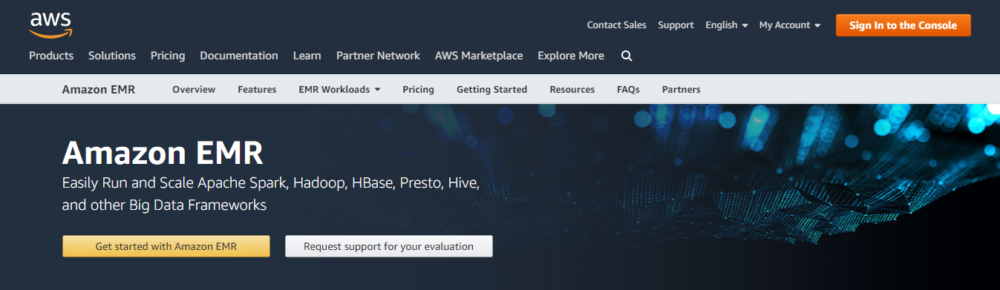 aws
Contact Sales Support English My Account Sign In to the Console
Products Solutions Pricing Documentation Learn Partner Network AWS Marketplace Explore More
Amazon EMR Overview Features EMR Workloads Pricing Getting Started Resources FAQs Partners
Amazon EMR
Easily Run and Scale Apache Spark, Hadoop, HBase, Presto, Hive,
and other Big Data Frameworks
Get started with Amazon EMR Request support for your evaluation